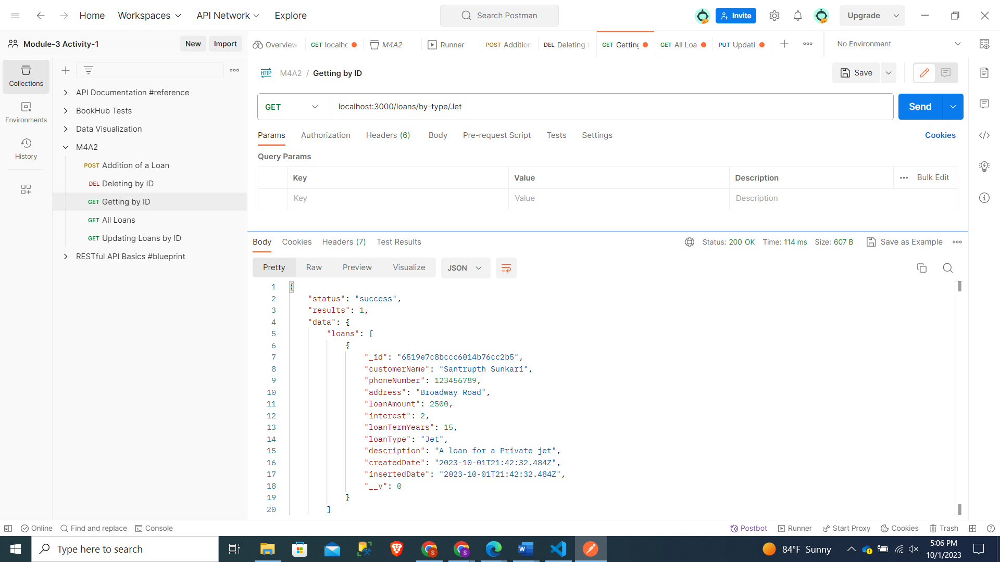 Home Workspaces API Network Explore Search Postman Invite Upgrade
Module-3 Activity-1 New Import Overview GET localhc M4A2 Runner POST Addition DEL Deleting GET Getting GET All Loa PUT Updati No Environment
Collections
Environments
History
API Documentation #reference
BookHub Tests
Data Visualization
M4A2
POST Addition of a Loan
DEL Deleting by ID
GET Getting by ID
GET All Loans
GET Updating Loans by ID
RESTful API Basics #blueprint
HTTP M4A2 / Getting by ID Save
GET localhost:3000/loans/by-type/Jet Send
Params Authorization Headers (6) Body Pre-request Script Tests Settings Cookies
Query Params
Key Value Description Bulk Edit
Key Value Description
Body Cookies Headers (7) Test Results Status: 200 OK Time: 114 ms Size: 607 B Save as Example
Pretty Raw Preview Visualize JSON
1 {
2 "status": "success",
3 "results": 1,
4 "data": {
5 "loans": [
6 {
7 "_id": "6519e7c8bccc6014b76cc2b5",
8 "customerName": "Santrupth Sunkari",
9 "phoneNumber": 123456789,
10 "address": "Broadway Road",
11 "loanAmount": 2500,
12 "interest": 2,
13 "loanTermYears": 15,
14 "loanType": "Jet",
15 "description": "A loan for a Private jet",
16 "createdDate": "2023-10-01T21:42:32.484Z",
17 "insertedDate": "2023-10-01T21:42:32.484Z",
18 "__v": 0
19 }
20 ]
Online Find and replace Console Postbot Runner Start Proxy Cookies Trash
Type here to search 84°F Sunny 5:06 PM
10/1/2023